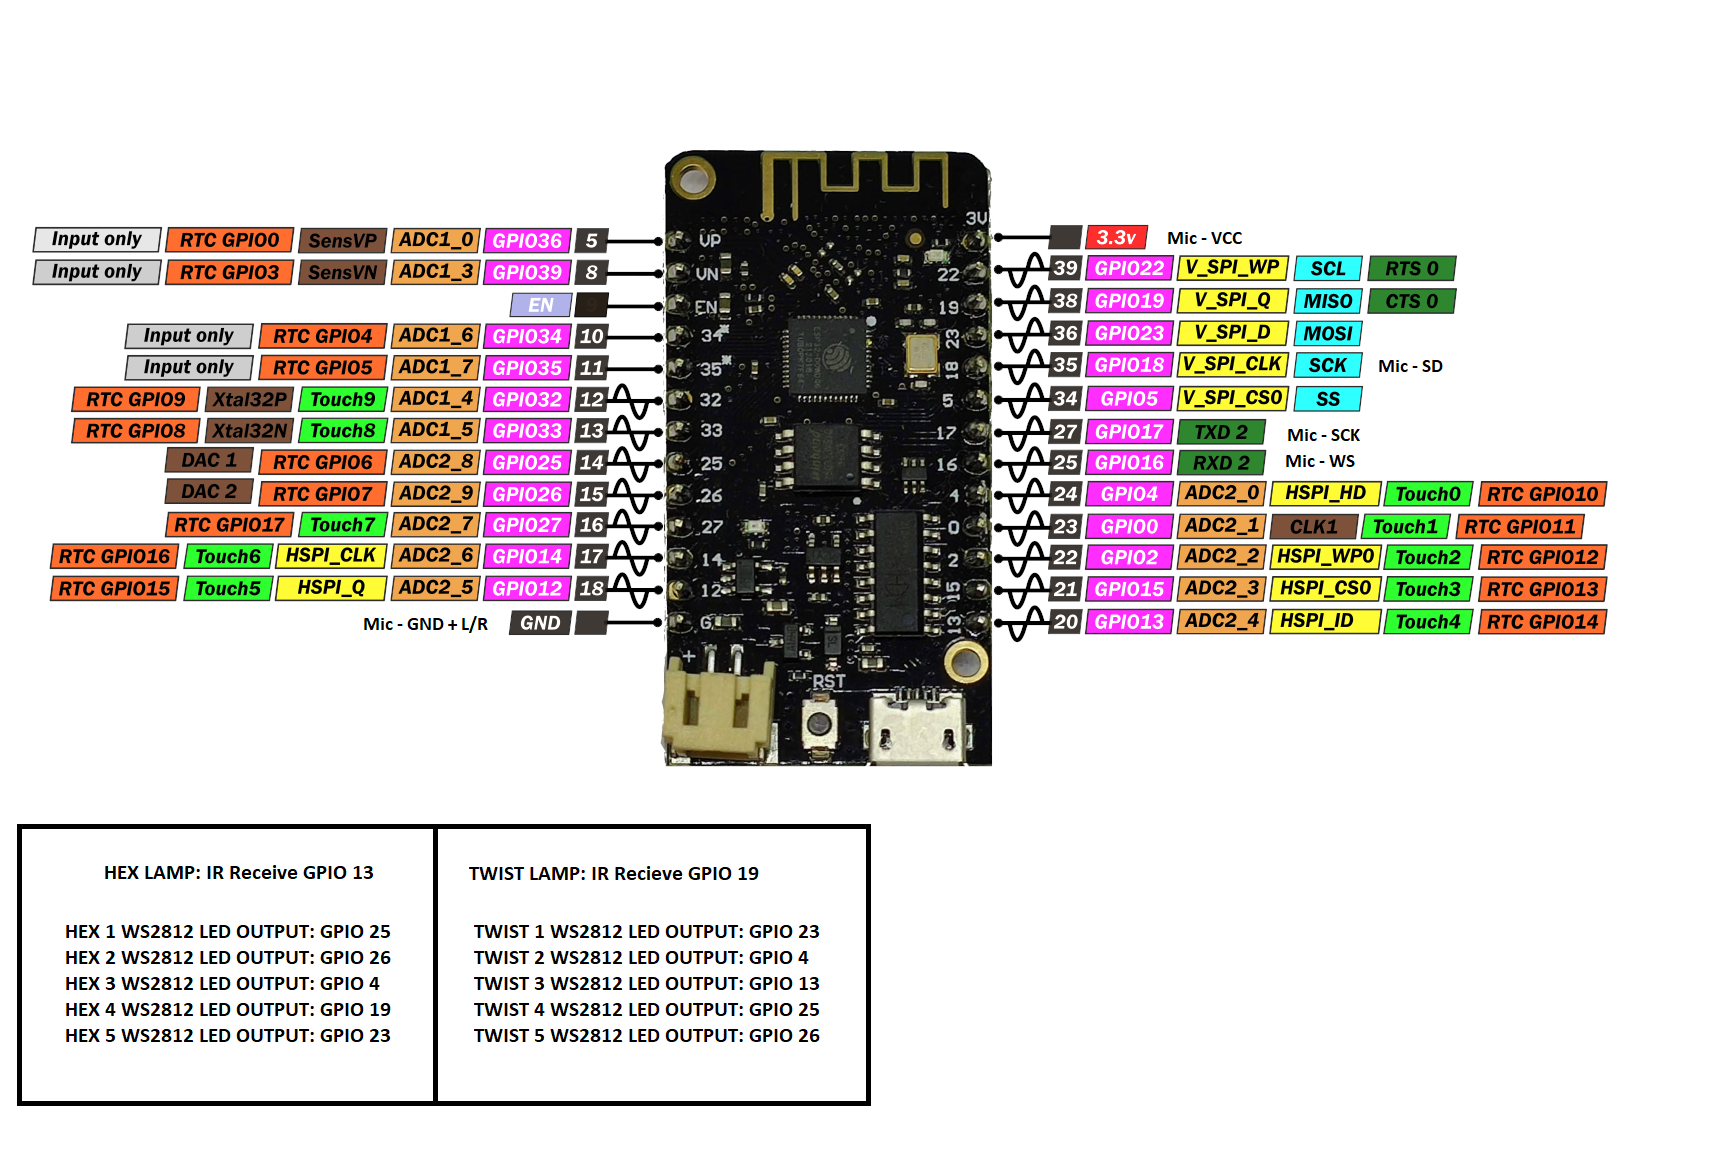 Input only RTC GPIO0 SensVP ADC1_0 GPIO36 5
Input only RTC GPIO3 SensVN ADC1_3 GPIO39 8
EN 9
Input only RTC GPIO4 ADC1_6 GPIO34 10
Input only RTC GPIO5 ADC1_7 GPIO35 11
RTC GPIO9 Xtal32P Touch9 ADC1_4 GPIO32 12
RTC GPIO8 Xtal32N Touch8 ADC1_5 GPIO33 13
DAC 1 RTC GPIO6 ADC2_8 GPIO25 14
DAC 2 RTC GPIO7 ADC2_9 GPIO26 15
RTC GPIO17 Touch7 ADC2_7 GPIO27 16
RTC GPIO16 Touch6 HSPI_CLK ADC2_6 GPIO14 17
RTC GPIO15 Touch5 HSPI_Q ADC2_5 GPIO12 18
Mic - GND + L/R GND
VP
VN
EN
34*
35*
32
33
25
26
27
14
12
G
+
RST
3V
22
19
23
18
5
17
16
4
0
2
15
13
3.3v Mic - VCC
39 GPIO22 V_SPI_WP SCL RTS 0
38 GPIO19 V_SPI_Q MISO CTS 0
36 GPIO23 V_SPI_D MOSI
35 GPIO18 V_SPI_CLK SCK Mic - SD
34 GPIO5 V_SPI_CS0 SS
27 GPIO17 TXD 2 Mic - SCK
25 GPIO16 RXD 2 Mic - WS
24 GPIO4 ADC2_0 HSPI_HD Touch0 RTC GPIO10
23 GPIO0 ADC2_1 CLK1 Touch1 RTC GPIO11
22 GPIO2 ADC2_2 HSPI_WP0 Touch2 RTC GPIO12
21 GPIO15 ADC2_3 HSPI_CS0 Touch3 RTC GPIO13
20 GPIO13 ADC2_4 HSPI_ID Touch4 RTC GPIO14
HEX LAMP: IR Receive GPIO 13
HEX 1 WS2812 LED OUTPUT: GPIO 25
HEX 2 WS2812 LED OUTPUT: GPIO 26
HEX 3 WS2812 LED OUTPUT: GPIO 4
HEX 4 WS2812 LED OUTPUT: GPIO 19
HEX 5 WS2812 LED OUTPUT: GPIO 23
TWIST LAMP: IR Recieve GPIO 19
TWIST 1 WS2812 LED OUTPUT: GPIO 23
TWIST 2 WS2812 LED OUTPUT: GPIO 4
TWIST 3 WS2812 LED OUTPUT: GPIO 13
TWIST 4 WS2812 LED OUTPUT: GPIO 25
TWIST 5 WS2812 LED OUTPUT: GPIO 26